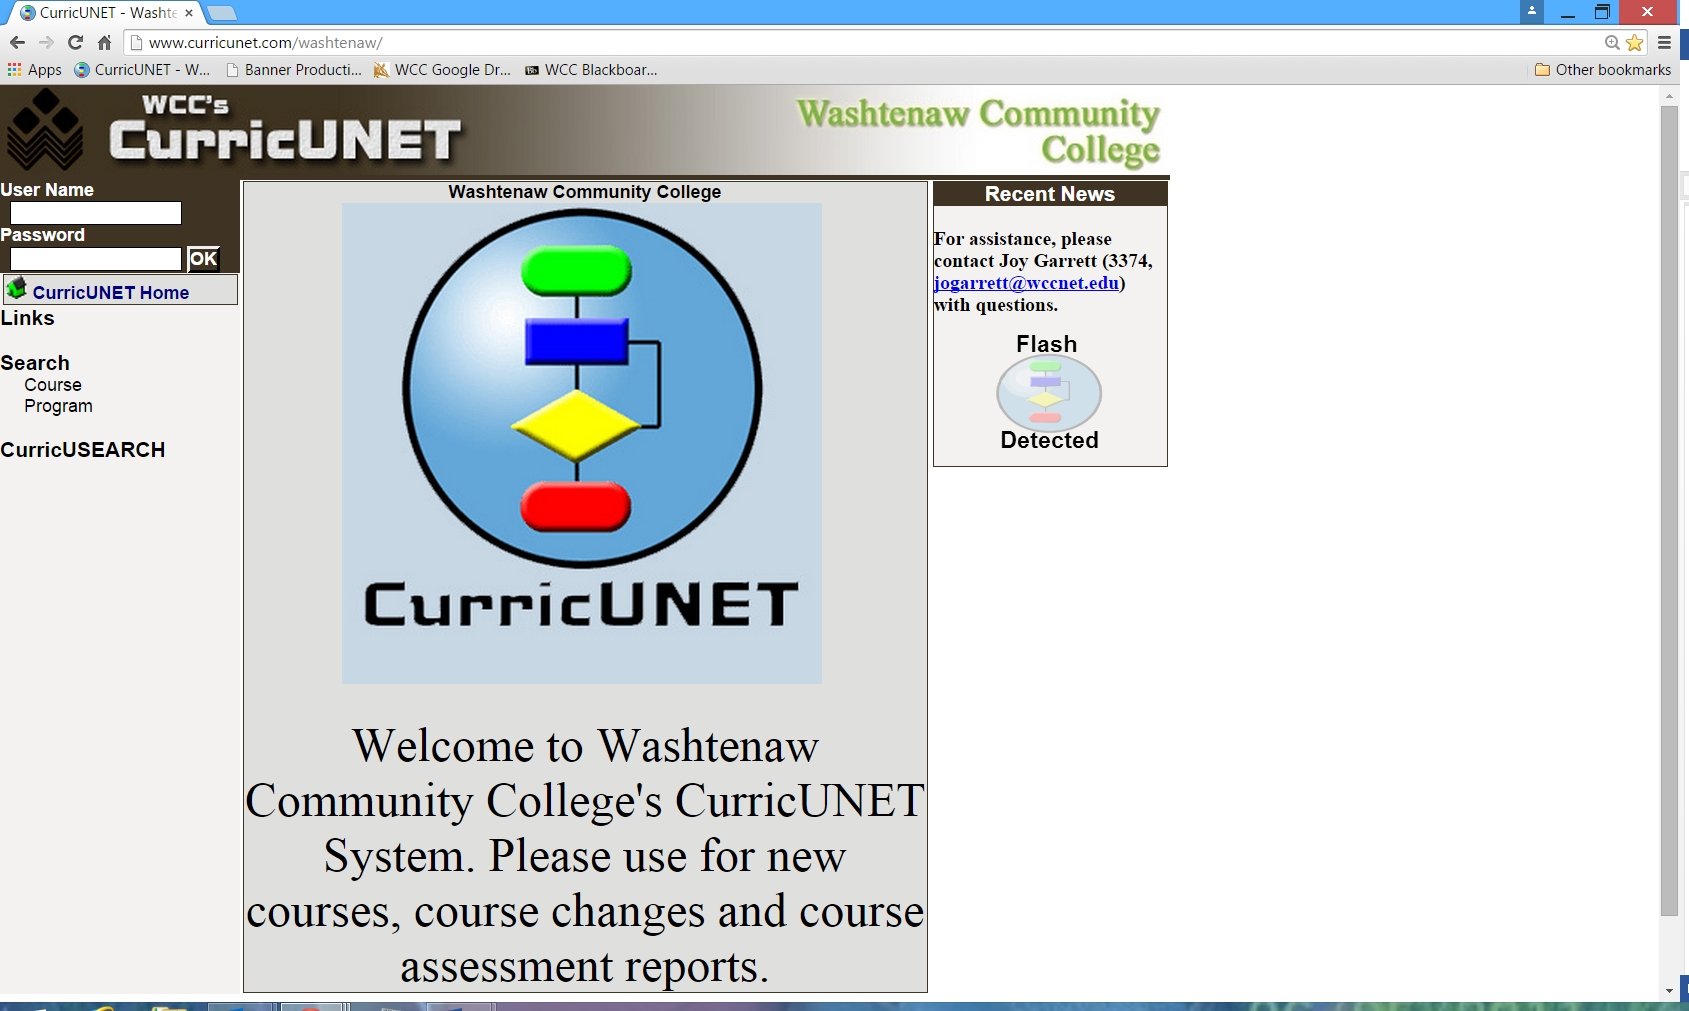 CurricUNET - Washte
www.curricunet.com/washtenaw/
Apps
CurricUNET - W...
Banner Producti...
WCC Google Dr...
WCC Blackboar...
Other bookmarks
WCC's
CurricUNET
Washtenaw Community
College
User Name
Password
OK
CurricUNET Home
Links
Search
Course
Program
CurricUSEARCH
Washtenaw Community College
CurricUNET
Welcome to Washtenaw
Community College's CurricUNET
System. Please use for new
courses, course changes and course
assessment reports.
Recent News
For assistance, please
contact Joy Garrett (3374,
jogarrett@wccnet.edu)
with questions.
Flash
Detected